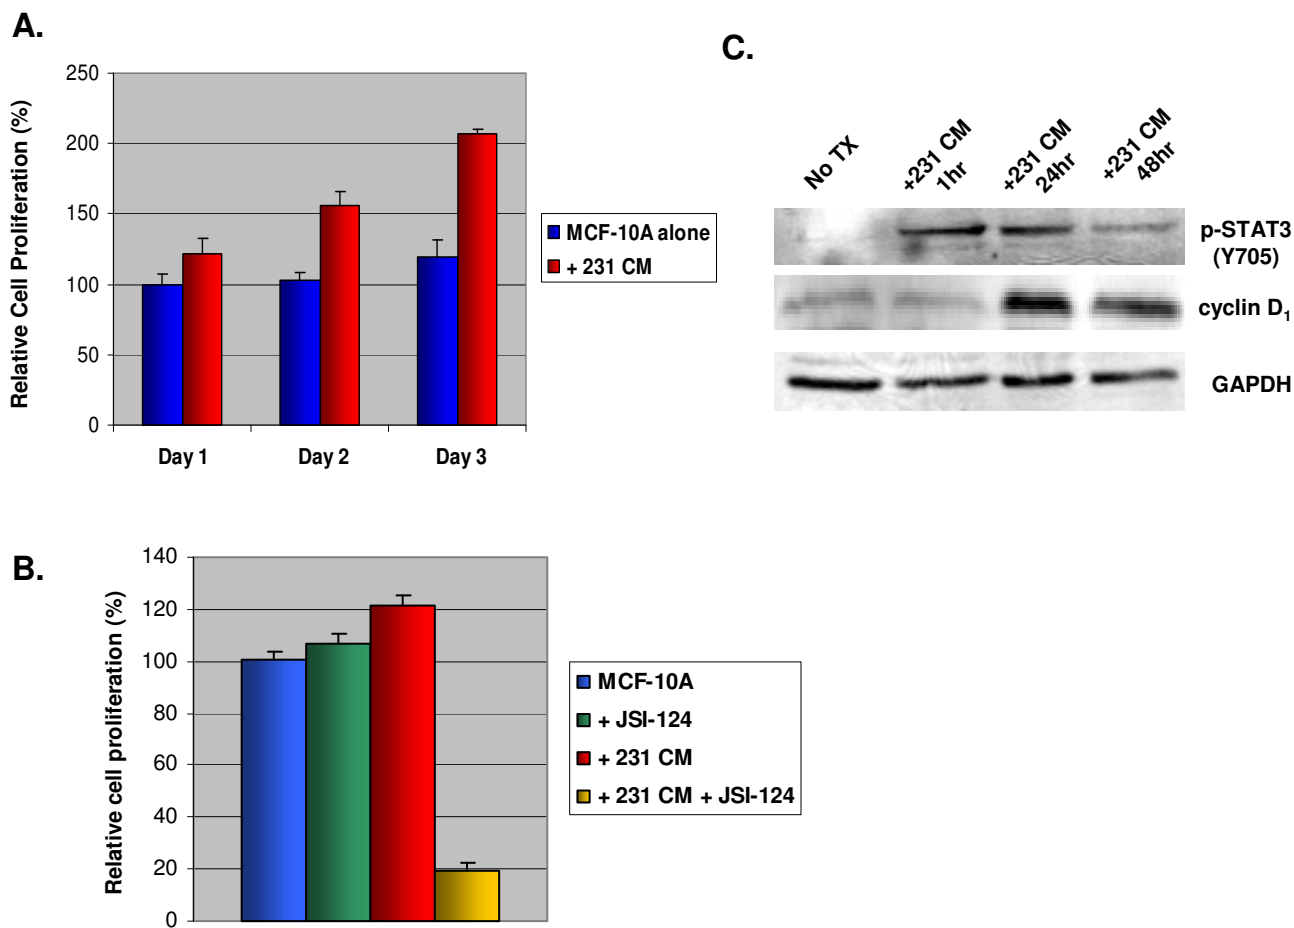 A.
Relative Cell Proliferation (%)
250
200
150
100
50
0
Day 1 Day 2 Day 3
MCF-10A alone
+ 231 CM
B.
Relative cell proliferation (%)
140
120
100
80
60
40
20
0
MCF-10A
+ JSI-124
+ 231 CM
+ 231 CM + JSI-124
C.
No TX
+231 CM
1hr
+231 CM
24hr
+231 CM
48hr
p-STAT3
(Y705)
cyclin D1
GAPDH